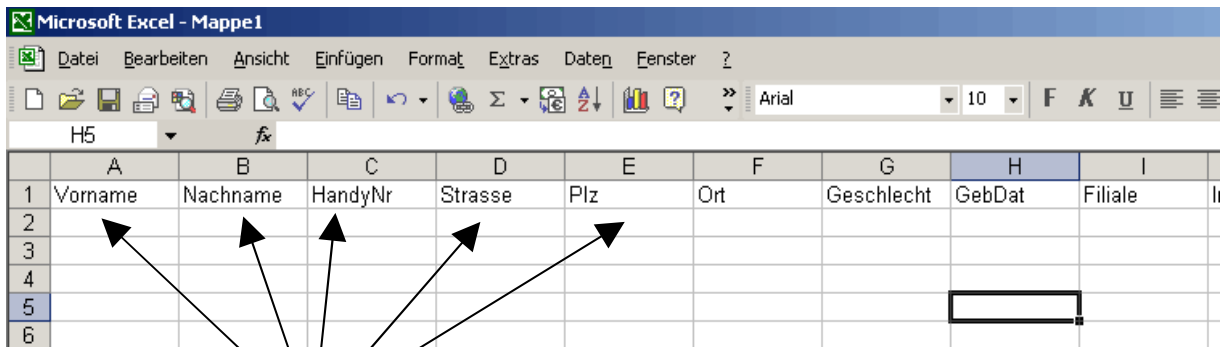 Microsoft Excel - Mappe1
Datei Bearbeiten Ansicht Einfügen Format Extras Daten Fenster ?
ABC Σ A Z ? » Arial 10 F K U
H5 fx
A B C D E F G H I
1 Vorname Nachname HandyNr Strasse Plz Ort Geschlecht GebDat Filiale
2
3
4
5
6